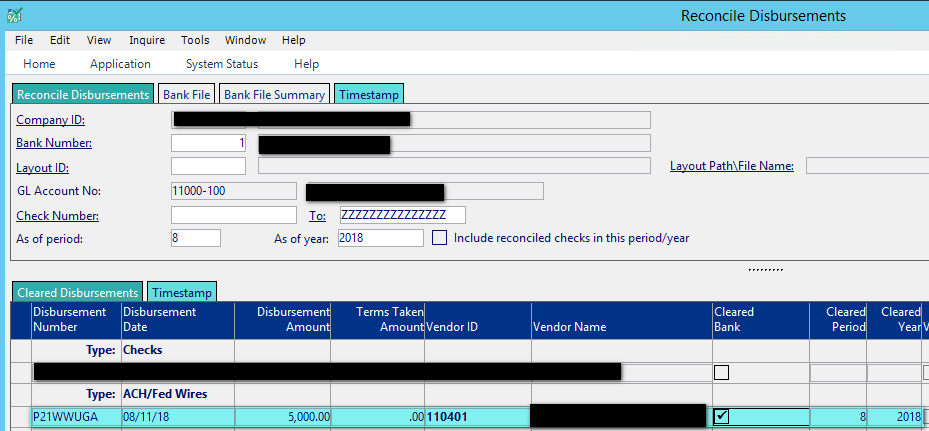 Reconcile Disbursements
File Edit View Inquire Tools Window Help
Home Application System Status Help
Reconcile Disbursements Bank File Bank File Summary Timestamp
Company ID:
Bank Number: 1
Layout ID: Layout Path\File Name:
GL Account No: 11000-100
Check Number: To: ZZZZZZZZZZZZZZZ
As of period: 8 As of year: 2018 Include reconciled checks in this period/year
Cleared Disbursements Timestamp
Disbursement Disbursement Disbursement Terms Taken Cleared Cleared Cleared
Number Date Amount Amount Vendor ID Vendor Name Bank Period Year
Type: Checks
Type: ACH/Fed Wires
P21WWUGA 08/11/18 5,000.00 .00 110401 8 2018